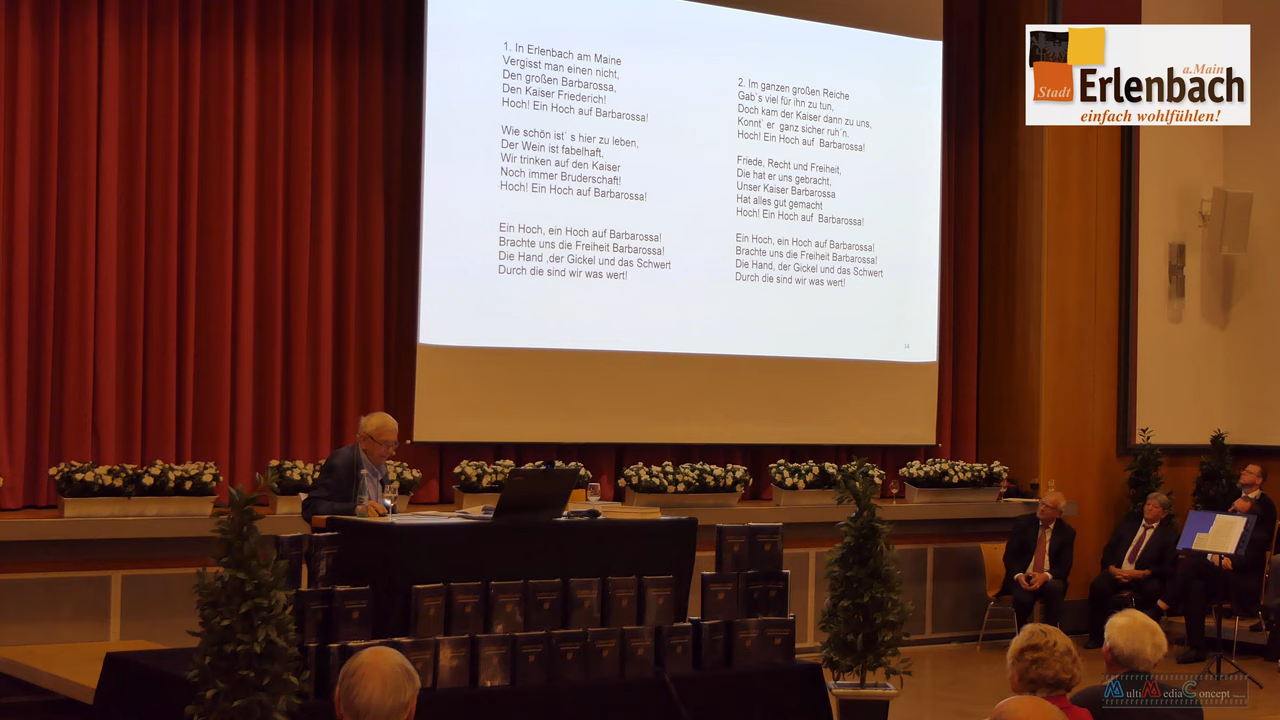 1. In Erlenbach am Maine
Vergisst man einen nicht,
Den großen Barbarossa,
Den Kaiser Friederich!
Hoch! Ein Hoch auf Barbarossa!
Wie schön ist´ s hier zu leben,
Der Wein ist fabelhaft,
Wir trinken auf den Kaiser
Noch immer Bruderschaft!
Hoch! Ein Hoch auf Barbarossa!
Ein Hoch, ein Hoch auf Barbarossa!
Brachte uns die Freiheit Barbarossa!
Die Hand ,der Gickel und das Schwert
Durch die sind wir was wert!
2. Im ganzen großen Reiche
Gab´s viel für ihn zu tun,
Doch kam der Kaiser dann zu uns,
Konnt´ er ganz sicher ruh´n.
Hoch! Ein Hoch auf Barbarossa!
Friede, Recht und Freiheit,
Die hat er uns gebracht,
Unser Kaiser Barbarossa
Hat alles gut gemacht
Hoch! Ein Hoch auf Barbarossa!
Ein Hoch, ein Hoch auf Barbarossa!
Brachte uns die Freiheit Barbarossa!
Die Hand, der Gickel und das Schwert
Durch die sind wir was wert!
Stadt Erlenbach a.Main
einfach wohlfühlen!
MultiMediaConcept